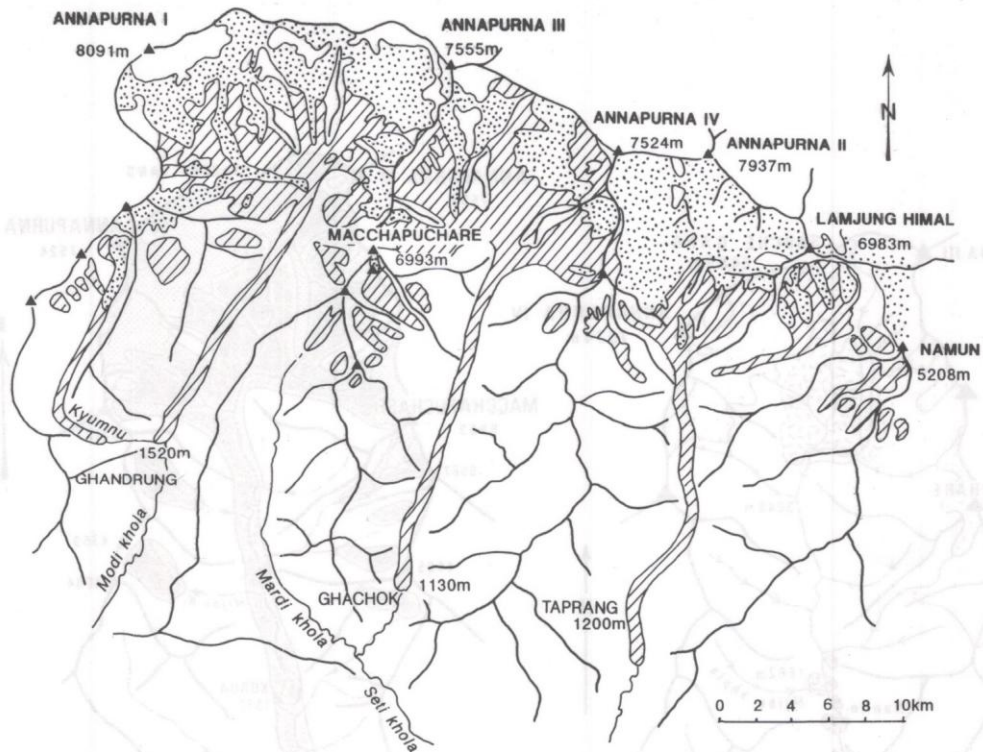 ANNAPURNA I
8091m
ANNAPURNA III
7555m
N
ANNAPURNA IV
7524m
ANNAPURNA II
7937m
LAMJUNG HIMAL
6983m
MACCHAPUCHARE
6993m
NAMUN
5208m
Kyumnu
1520m
GHANDRUNG
Modi khola
Mardi khola
GHACHOK
1130m
TAPRANG
1200m
Seti khola
0 2 4 6 8 10km